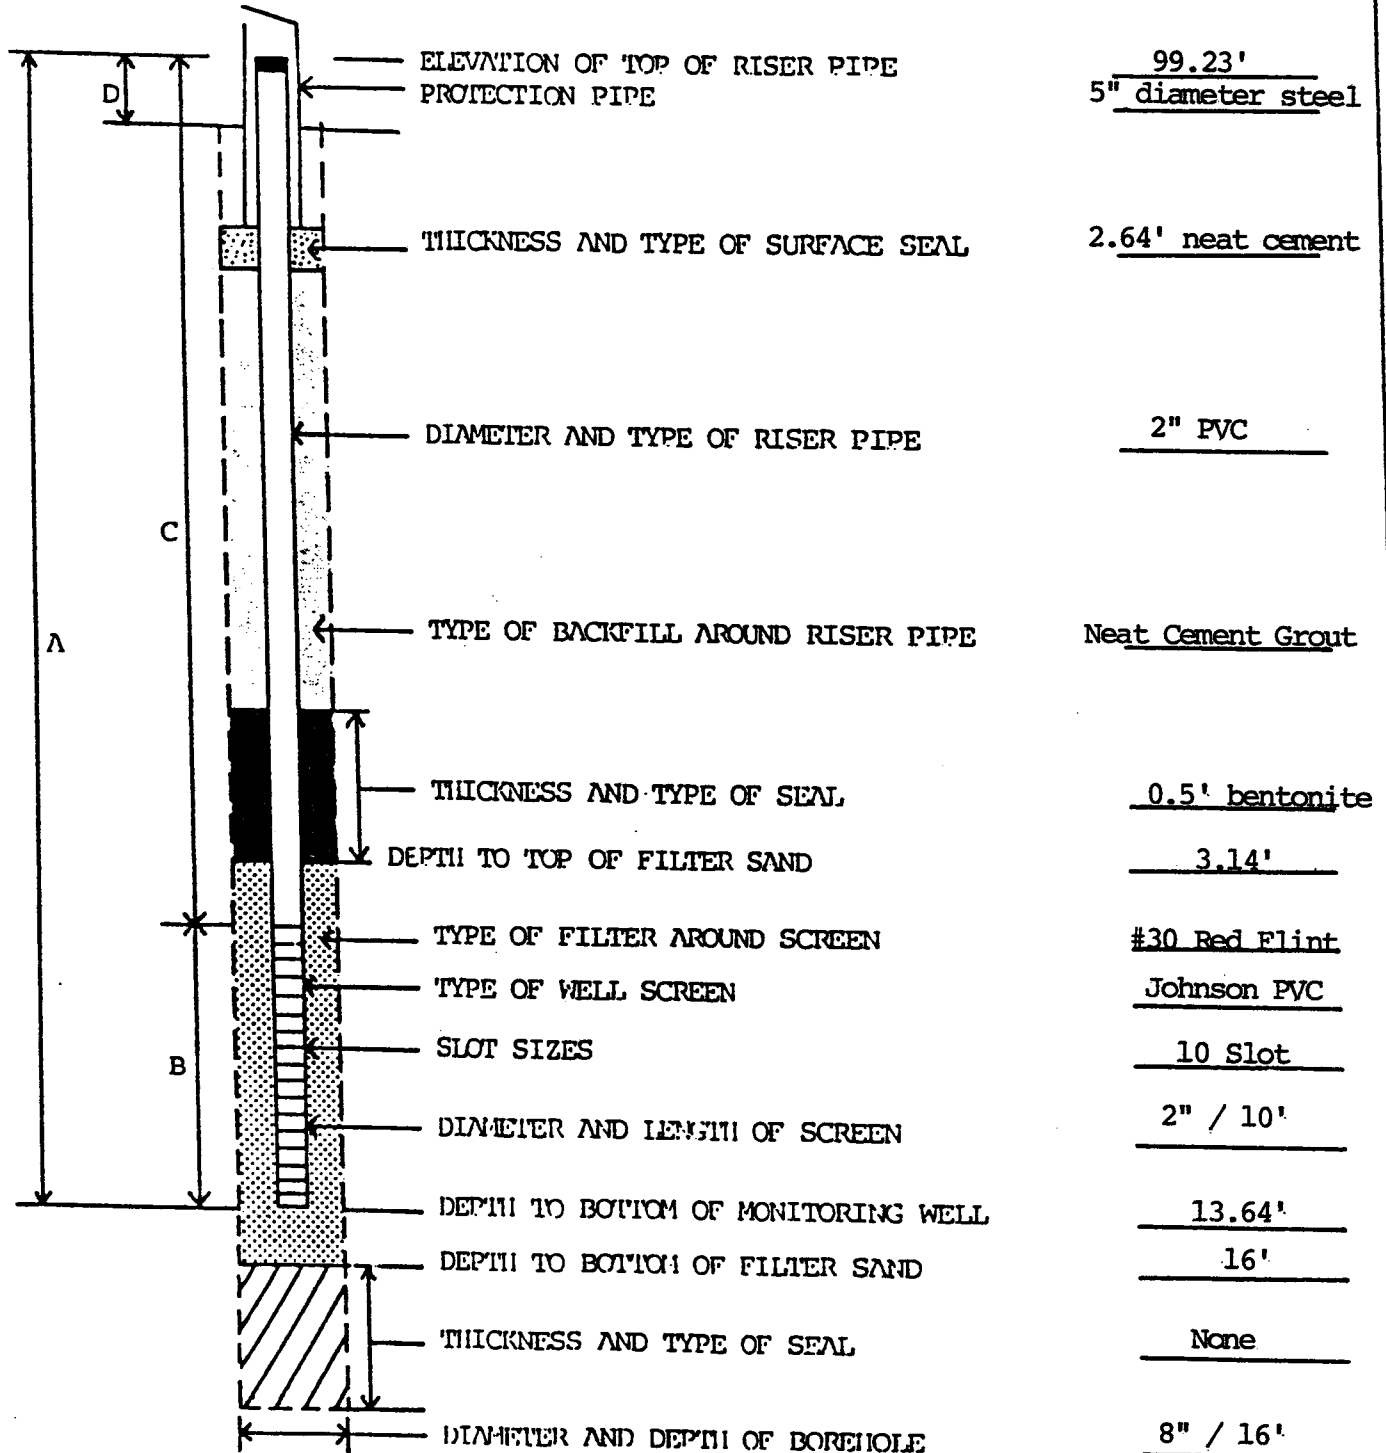 ELEVATION OF TOP OF RISER PIPE 99.23'
D PROTECTION PIPE 5" diameter steel
THICKNESS AND TYPE OF SURFACE SEAL 2.64' neat cement
DIAMETER AND TYPE OF RISER PIPE 2" PVC
C
A TYPE OF BACKFILL AROUND RISER PIPE Neat Cement Grout
THICKNESS AND TYPE OF SEAL 0.5' bentonite
DEPTH TO TOP OF FILTER SAND 3.14'
TYPE OF FILTER AROUND SCREEN #30 Red Flint
TYPE OF WELL SCREEN Johnson PVC
SLOT SIZES 10 Slot
B
DIAMETER AND LENGTH OF SCREEN 2" / 10'
DEPTH TO BOTTOM OF MONITORING WELL 13.64'
DEPTH TO BOTTOM OF FILTER SAND 16'
THICKNESS AND TYPE OF SEAL None
DIAMETER AND DEPTH OF BOREHOLE 8" / 16'